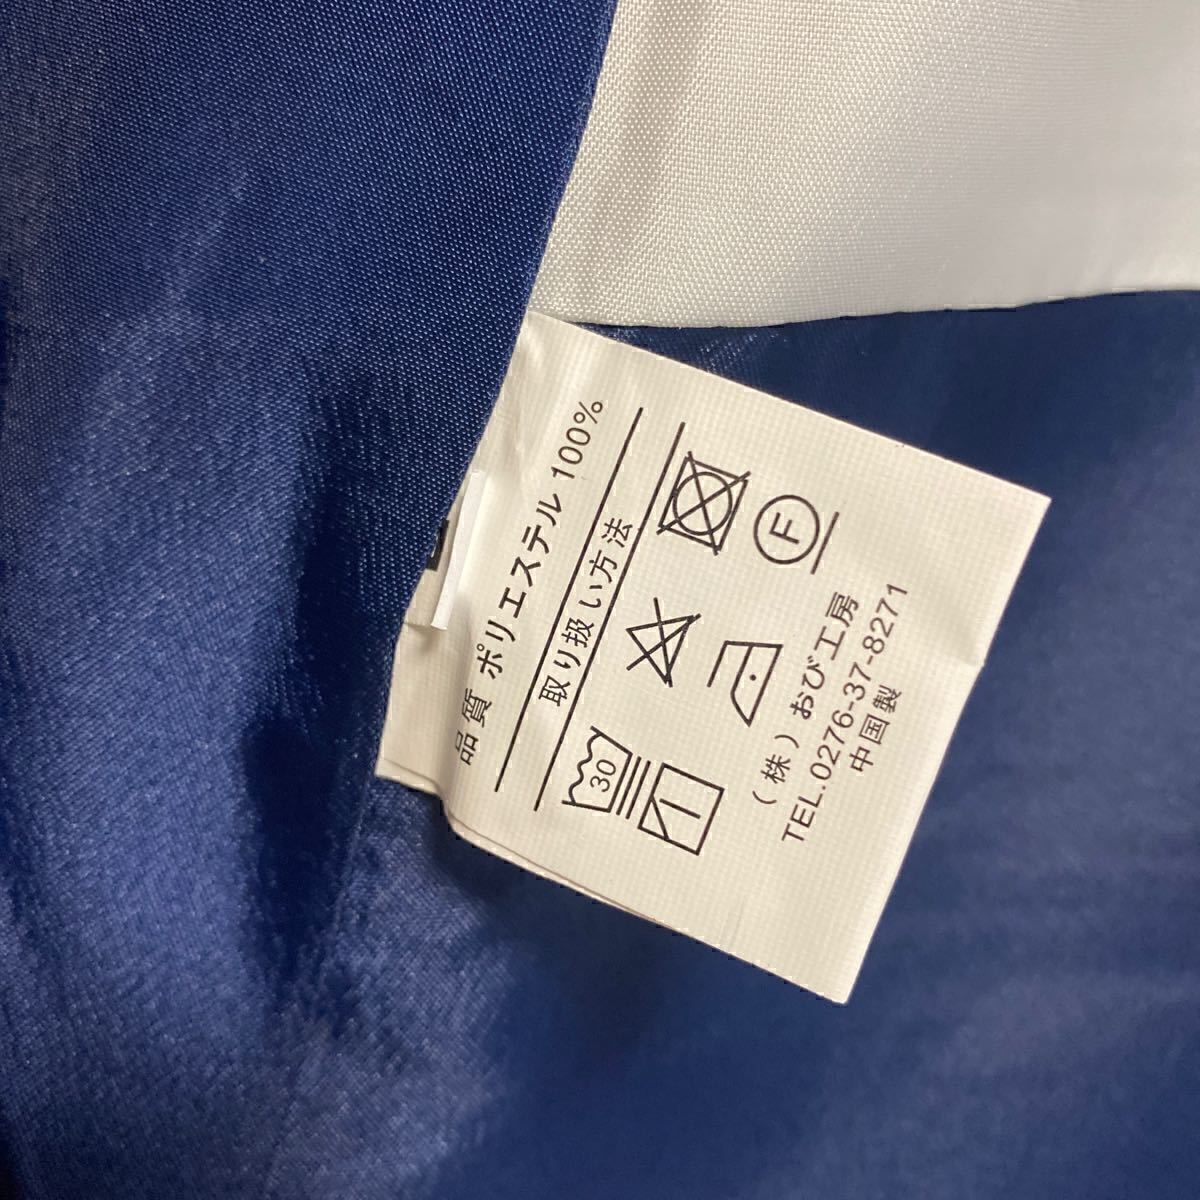 品質 ポリエステル 100%
取り扱い方法
30
F
（株）おび工房
TEL.0276-37-8271
中国製